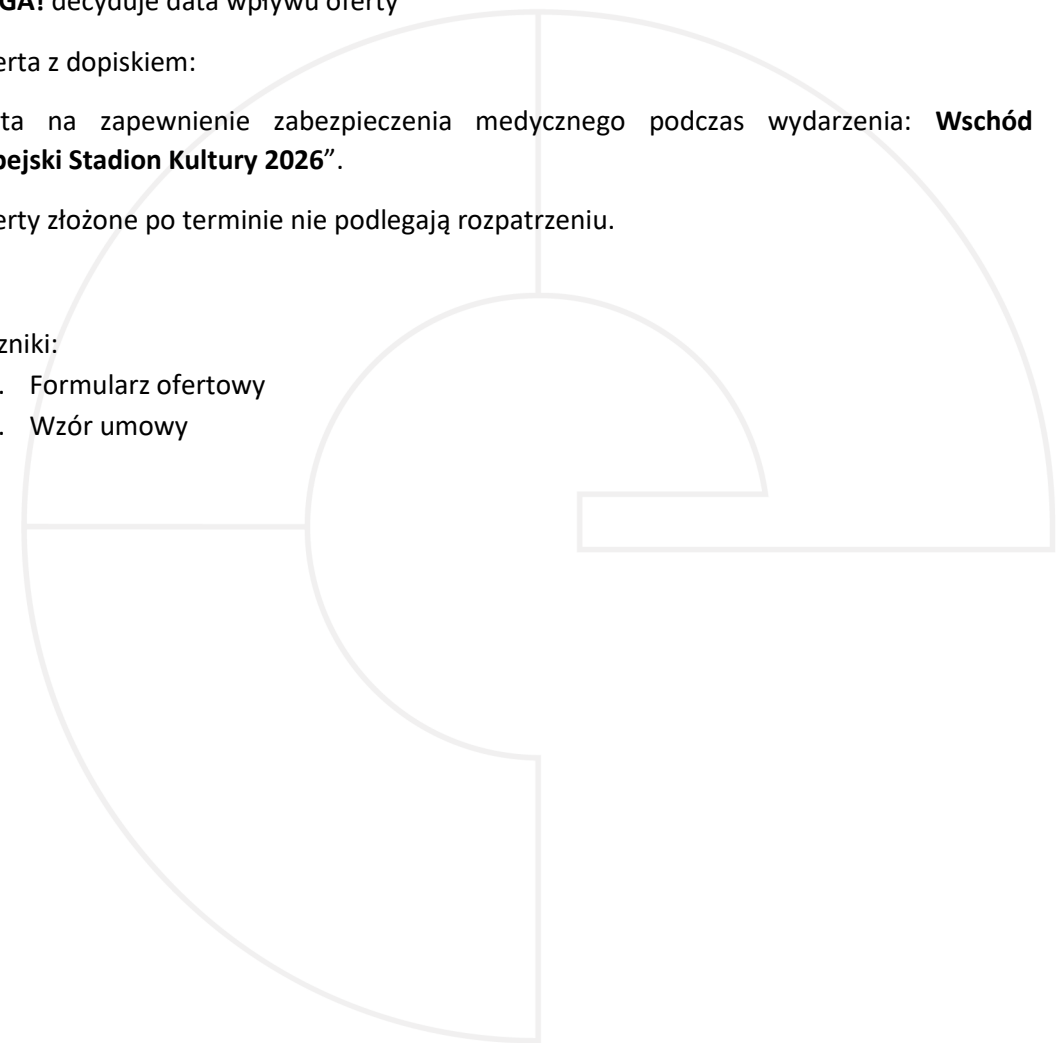 GA! decyduje data wpływu oferty
erta z dopiskiem:
ta na zapewnienie zabezpieczenia medycznego podczas wydarzenia: Wschód
pejski Stadion Kultury 2026”.
erty złożone po terminie nie podlegają rozpatrzeniu.
zniki:
. Formularz ofertowy
. Wzór umowy